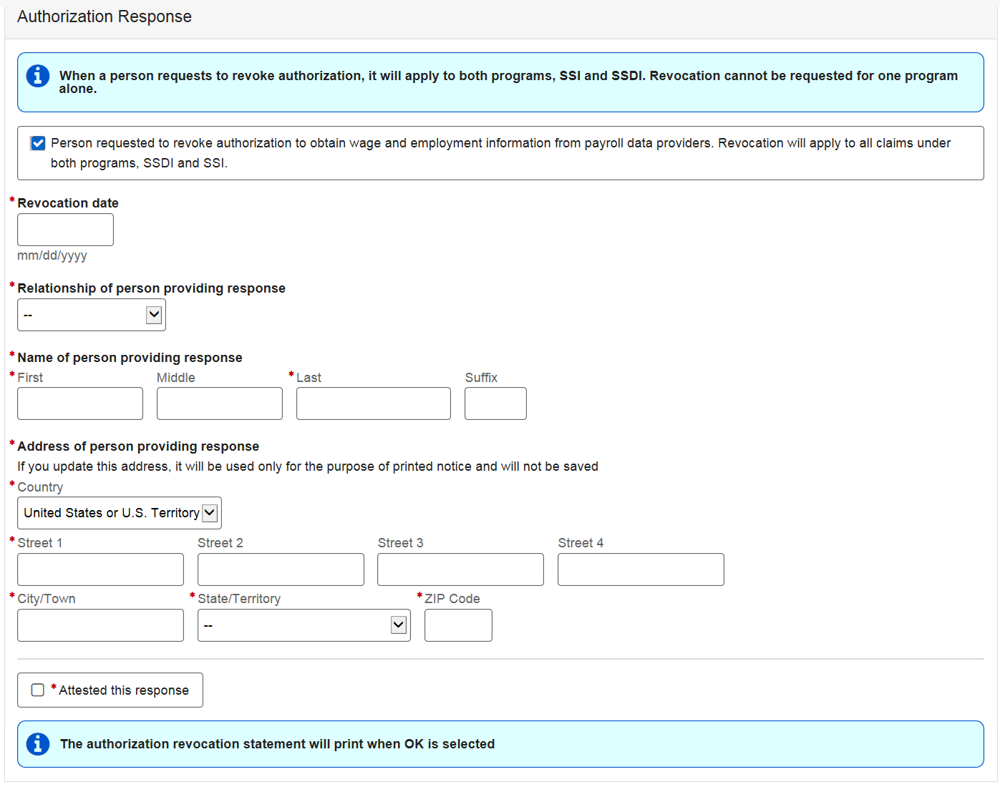 Authorization Response
When a person requests to revoke authorization, it will apply to both programs, SSI and SSDI. Revocation cannot be requested for one program
alone.
Person requested to revoke authorization to obtain wage and employment information from payroll data providers. Revocation will apply to all claims under
both programs, SSDI and SSI.
* Revocation date
mm/dd/yyyy
* Relationship of person providing response
--
* Name of person providing response
* First Middle * Last Suffix
* Address of person providing response
If you update this address, it will be used only for the purpose of printed notice and will not be saved
* Country
United States or U.S. Territory
* Street 1 Street 2 Street 3 Street 4
* City/Town * State/Territory * ZIP Code
--
* Attested this response
The authorization revocation statement will print when OK is selected